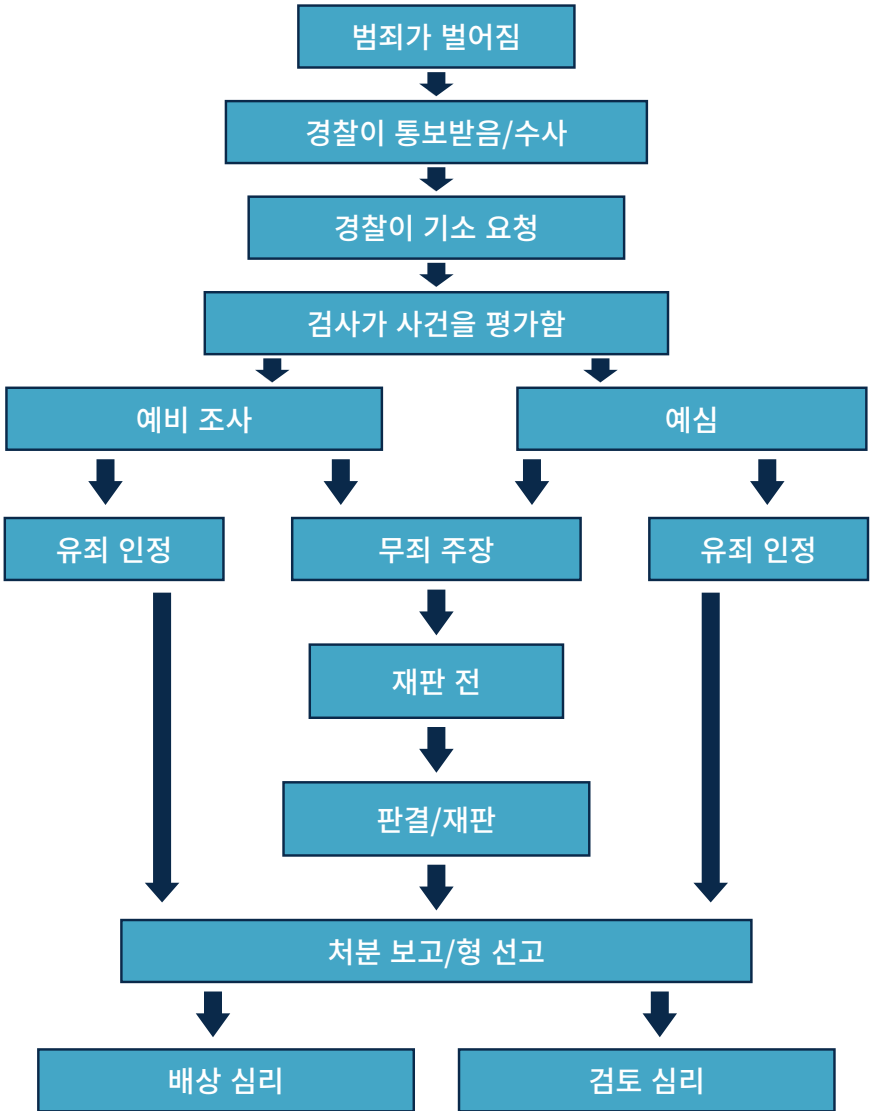 범죄가 벌어짐
경찰이 통보받음/수사
경찰이 기소 요청
검사가 사건을 평가함
예비 조사
예심
유죄 인정
무죄 주장
유죄 인정
재판 전
판결/재판
처분 보고/형 선고
배상 심리
검토 심리